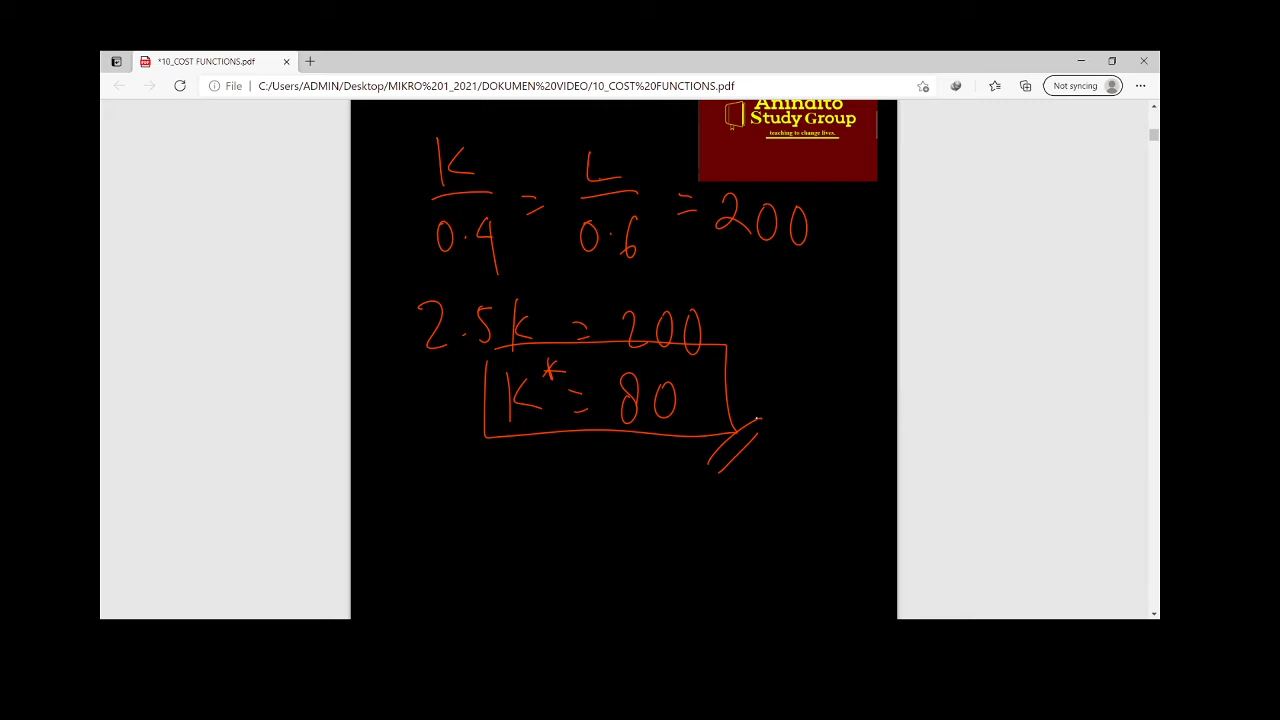 *10_COST FUNCTIONS.pdf
File C:/Users/ADMIN/Desktop/MIKRO%201_2021/DOKUMEN%20VIDEO/10_COST%20FUNCTIONS.pdf Not syncing
Anindito
Study Group
teaching to change lives.
K/0.4 = L/0.6 = 200
2.5K = 200
K* = 80